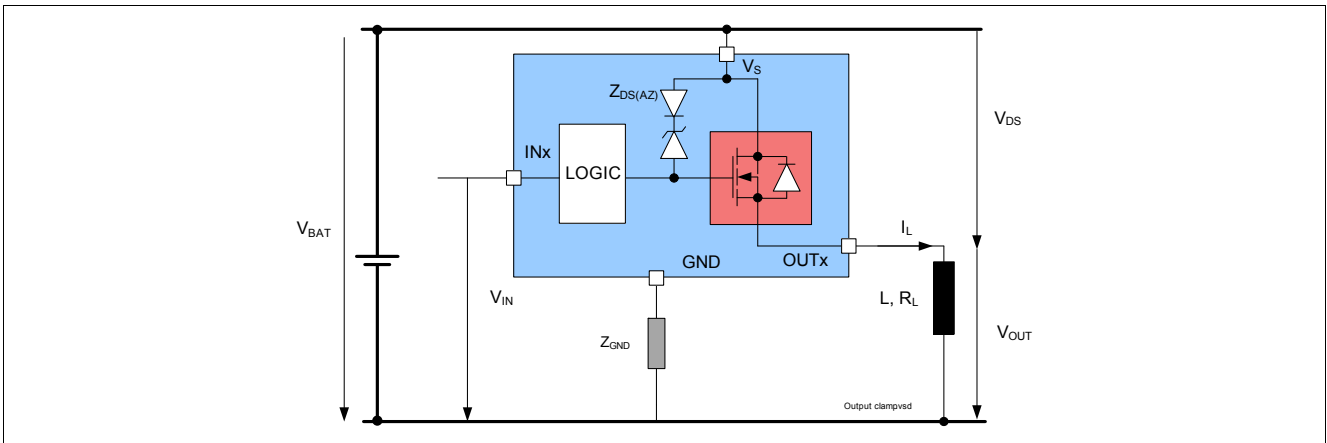 V_S
Z_DS(AZ)
V_DS
INx
LOGIC
V_BAT
I_L
GND
OUTx
V_IN
L, R_L
Z_GND
V_OUT
Output clampvsd